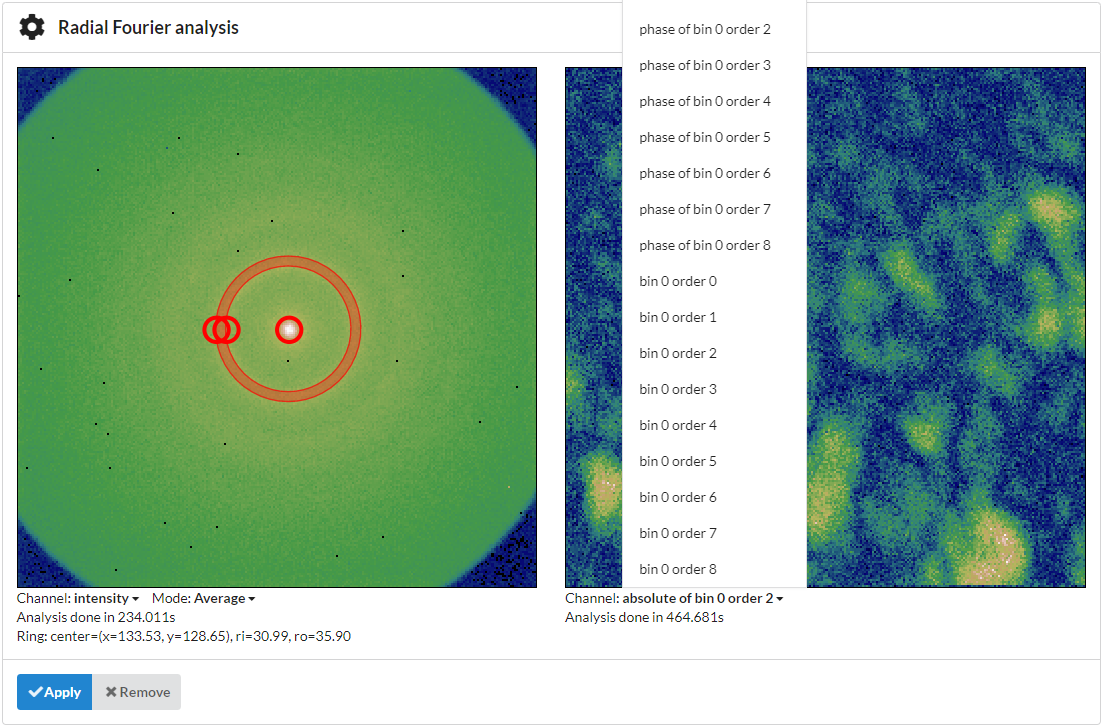 Radial Fourier analysis
phase of bin 0 order 2
phase of bin 0 order 3
phase of bin 0 order 4
phase of bin 0 order 5
phase of bin 0 order 6
phase of bin 0 order 7
phase of bin 0 order 8
bin 0 order 0
bin 0 order 1
bin 0 order 2
bin 0 order 3
bin 0 order 4
bin 0 order 5
bin 0 order 6
bin 0 order 7
bin 0 order 8
Channel: intensity Mode: Average
Analysis done in 234.011s
Ring: center=(x=133.53, y=128.65), ri=30.99, ro=35.90
Channel: absolute of bin 0 order 2
Analysis done in 464.681s
Apply Remove